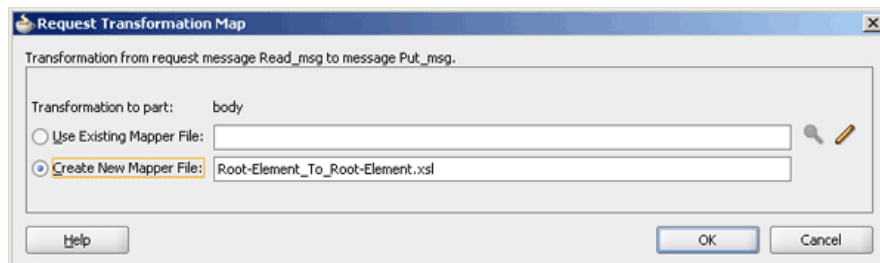 Request Transformation Map
Transformation from request message Read_msg to message Put_msg.
Transformation to part: body
Use Existing Mapper File:
Create New Mapper File: Root-Element_To_Root-Element.xsl
Help OK Cancel